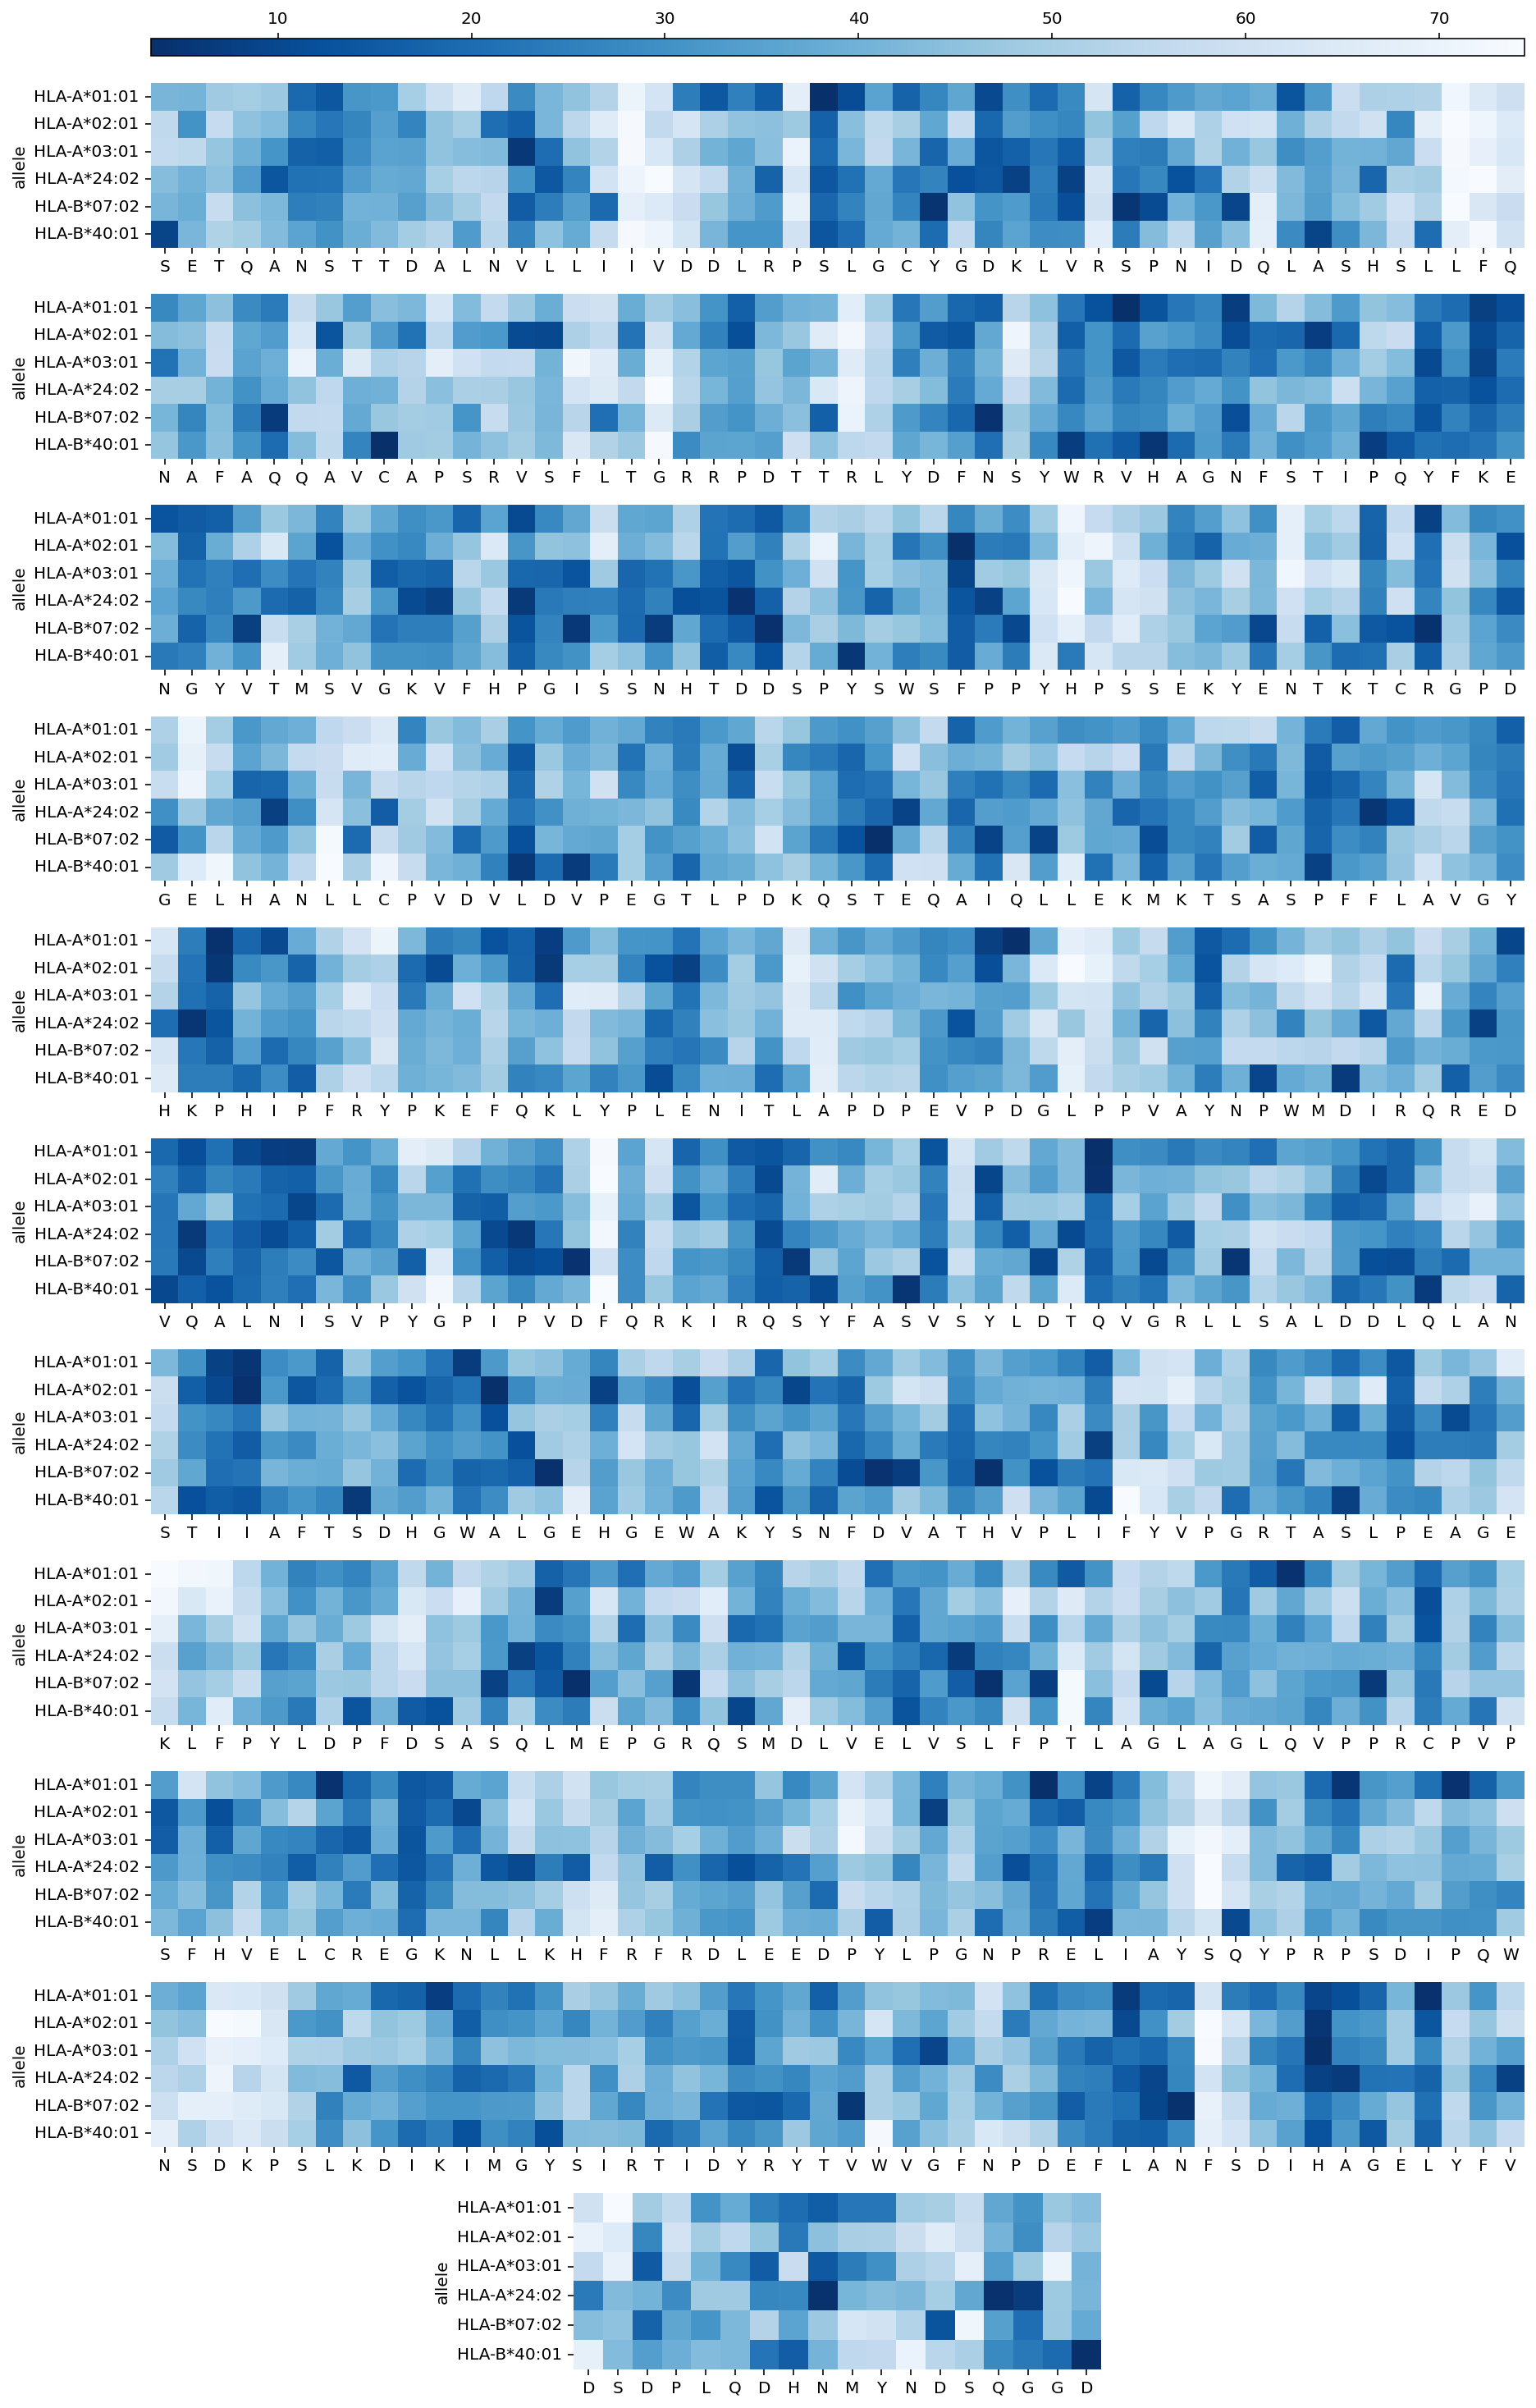 10 20 30 40 50 60 70
allele
HLA-A*01:01
HLA-A*02:01
HLA-A*03:01
HLA-A*24:02
HLA-B*07:02
HLA-B*40:01
S E T Q A N S T T D A L N V L L I I V D D L R P S L G C Y G D K L V R S P N I D Q L A S H S L L F Q
allele
HLA-A*01:01
HLA-A*02:01
HLA-A*03:01
HLA-A*24:02
HLA-B*07:02
HLA-B*40:01
N A F A Q Q A V C A P S R V S F L T G R R P D T T R L Y D F N S Y W R V H A G N F S T I P Q Y F K E
allele
HLA-A*01:01
HLA-A*02:01
HLA-A*03:01
HLA-A*24:02
HLA-B*07:02
HLA-B*40:01
N G Y V T M S V G K V F H P G I S S N H T D D S P Y S W S F P P Y H P S S E K Y E N T K T C R G P D
allele
HLA-A*01:01
HLA-A*02:01
HLA-A*03:01
HLA-A*24:02
HLA-B*07:02
HLA-B*40:01
G E L H A N L L C P V D V L D V P E G T L P D K Q S T E Q A I Q L L E K M K T S A S P F F L A V G Y
allele
HLA-A*01:01
HLA-A*02:01
HLA-A*03:01
HLA-A*24:02
HLA-B*07:02
HLA-B*40:01
H K P H I P F R Y P K E F Q K L Y P L E N I T L A P D P E V P D G L P P V A Y N P W M D I R Q R E D
allele
HLA-A*01:01
HLA-A*02:01
HLA-A*03:01
HLA-A*24:02
HLA-B*07:02
HLA-B*40:01
V Q A L N I S V P Y G P I P V D F Q R K I R Q S Y F A S V S Y L D T Q V G R L L S A L D D L Q L A N
allele
HLA-A*01:01
HLA-A*02:01
HLA-A*03:01
HLA-A*24:02
HLA-B*07:02
HLA-B*40:01
S T I I A F T S D H G W A L G E H G E W A K Y S N F D V A T H V P L I F Y V P G R T A S L P E A G E
allele
HLA-A*01:01
HLA-A*02:01
HLA-A*03:01
HLA-A*24:02
HLA-B*07:02
HLA-B*40:01
K L F P Y L D P F D S A S Q L M E P G R Q S M D L V E L V S L F P T L A G L A G L Q V P P R C P V P
allele
HLA-A*01:01
HLA-A*02:01
HLA-A*03:01
HLA-A*24:02
HLA-B*07:02
HLA-B*40:01
S F H V E L C R E G K N L L K H F R F R D L E E D P Y L P G N P R E L I A Y S Q Y P R P S D I P Q W
allele
HLA-A*01:01
HLA-A*02:01
HLA-A*03:01
HLA-A*24:02
HLA-B*07:02
HLA-B*40:01
N S D K P S L K D I K I M G Y S I R T I D Y R Y T V W V G F N P D E F L A N F S D I H A G E L Y F V
allele
HLA-A*01:01
HLA-A*02:01
HLA-A*03:01
HLA-A*24:02
HLA-B*07:02
HLA-B*40:01
D S D P L Q D H N M Y N D S Q G G D